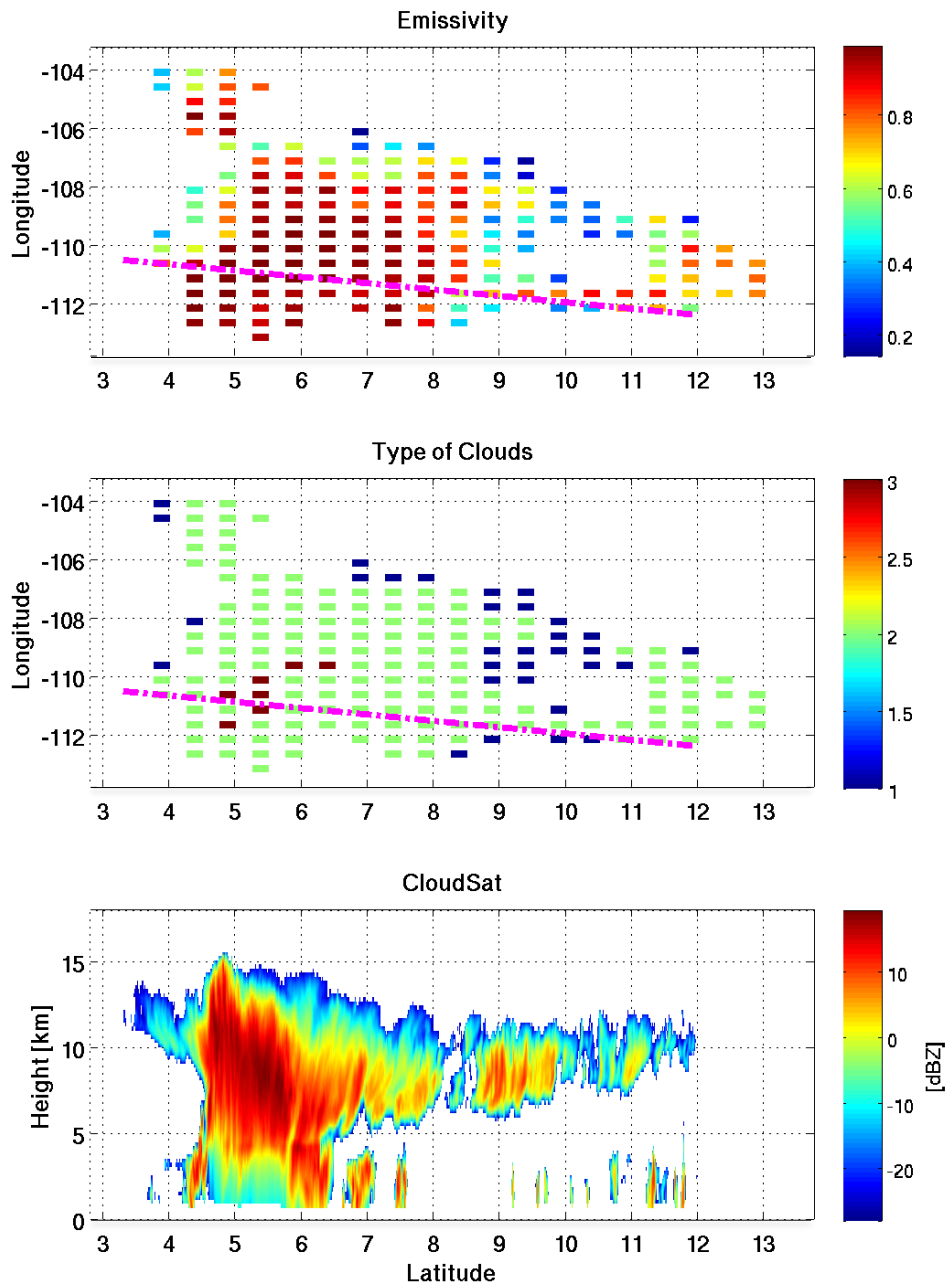 Emissivity
Longitude
-104
-106
-108
-110
-112
3 4 5 6 7 8 9 10 11 12 13
0.8
0.6
0.4
0.2
Type of Clouds
Longitude
-104
-106
-108
-110
-112
3 4 5 6 7 8 9 10 11 12 13
3
2.5
2
1.5
1
CloudSat
Height [km]
15
10
5
0
3 4 5 6 7 8 9 10 11 12 13
Latitude
10
0
-10
-20
[dBZ]